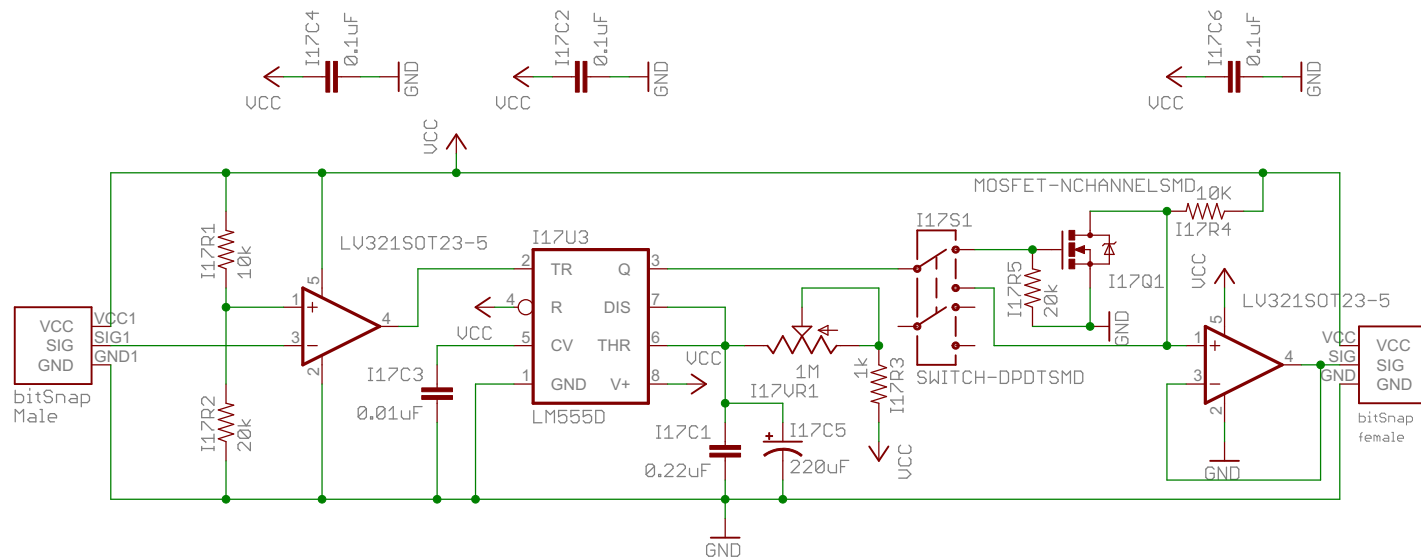 I17C4
0.1uF
VCC
GND
I17C2
0.1uF
VCC
GND
I17C6
0.1uF
VCC
GND
VCC
MOSFET-NCHANNELSMD
10K
I17R4
I17R1
10k
LV321SOT23-5
I17U3
I17S1
I17R5
20k
I17Q1
GND
VCC
LV321SOT23-5
5
1
3
4
2
2 TR Q 3
4 R DIS 7
VCC
5 CV THR 6
1 GND V+ 8
VCC
LM555D
VCC VCC1
SIG SIG1
GND GND1
bitSnap
Male
I17R2
20k
I17C3
0.01uF
1M
I17VR1
1k
I17R3
VCC
SWITCH-DPDTSMD
I17C1
0.22uF
I17C5
220uF
GND
5
1
3
4
2
GND
VCC VCC
SIG SIG
GND GND
bitSnap
female